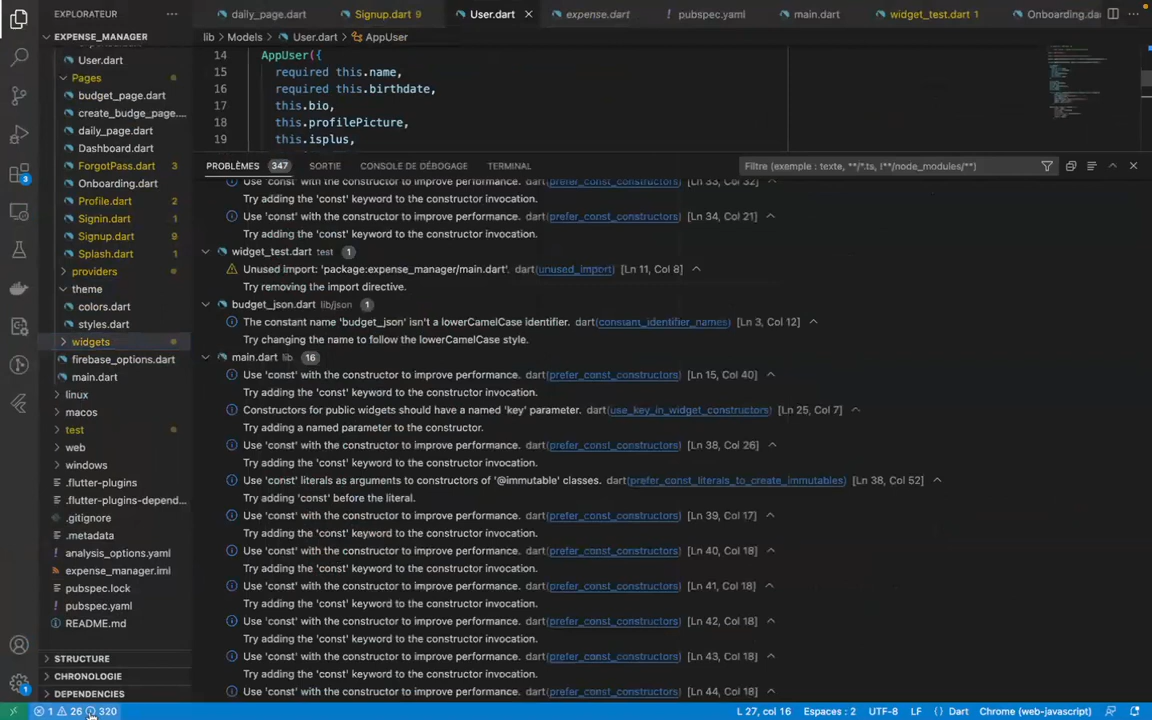 EXPLORATEUR
daily_page.dart
Signup.dart 9
User.dart
expense.dart
pubspec.yaml
main.dart
widget_test.dart 1
Onboarding.da
EXPENSE_MANAGER
lib > Models > User.dart > AppUser
User.dart
Pages
budget_page.dart
create_budge_page....
daily_page.dart
Dashboard.dart
ForgotPass.dart 3
Onboarding.dart
Profile.dart 2
Signin.dart 1
Signup.dart 9
Splash.dart 1
providers
theme
colors.dart
styles.dart
widgets
firebase_options.dart
main.dart
linux
macos
test
web
windows
.flutter-plugins
.flutter-plugins-depend...
.gitignore
.metadata
analysis_options.yaml
expense_manager.iml
pubspec.lock
pubspec.yaml
README.md
STRUCTURE
CHRONOLOGIE
DEPENDENCIES
14 AppUser({
15 required this.name,
16 required this.birthdate,
17 this.bio,
18 this.profilePicture,
19 this.isplus,
PROBLÈMES 347 SORTIE CONSOLE DE DÉBOGAGE TERMINAL
Filtre (exemple : texte, **/*.ts, !**/node_modules/**)
Use 'const' with the constructor to improve performance. dart(prefer_const_constructors) [Ln 33, Col 32]
Try adding the 'const' keyword to the constructor invocation.
Use 'const' with the constructor to improve performance. dart(prefer_const_constructors) [Ln 34, Col 21]
Try adding the 'const' keyword to the constructor invocation.
widget_test.dart test 1
Unused import: 'package:expense_manager/main.dart'. dart(unused_import) [Ln 11, Col 8]
Try removing the import directive.
budget_json.dart lib/json 1
The constant name 'budget_json' isn't a lowerCamelCase identifier. dart(constant_identifier_names) [Ln 3, Col 12]
Try changing the name to follow the lowerCamelCase style.
main.dart lib 16
Use 'const' with the constructor to improve performance. dart(prefer_const_constructors) [Ln 15, Col 40]
Try adding the 'const' keyword to the constructor invocation.
Constructors for public widgets should have a named 'key' parameter. dart(use_key_in_widget_constructors) [Ln 25, Col 7]
Try adding a named parameter to the constructor.
Use 'const' with the constructor to improve performance. dart(prefer_const_constructors) [Ln 38, Col 26]
Try adding the 'const' keyword to the constructor invocation.
Use 'const' literals as arguments to constructors of '@immutable' classes. dart(prefer_const_literals_to_create_immutables) [Ln 38, Col 52]
Try adding 'const' before the literal.
Use 'const' with the constructor to improve performance. dart(prefer_const_constructors) [Ln 39, Col 17]
Try adding the 'const' keyword to the constructor invocation.
Use 'const' with the constructor to improve performance. dart(prefer_const_constructors) [Ln 40, Col 18]
Try adding the 'const' keyword to the constructor invocation.
Use 'const' with the constructor to improve performance. dart(prefer_const_constructors) [Ln 41, Col 18]
Try adding the 'const' keyword to the constructor invocation.
Use 'const' with the constructor to improve performance. dart(prefer_const_constructors) [Ln 42, Col 18]
Try adding the 'const' keyword to the constructor invocation.
Use 'const' with the constructor to improve performance. dart(prefer_const_constructors) [Ln 43, Col 18]
Try adding the 'const' keyword to the constructor invocation.
Use 'const' with the constructor to improve performance. dart(prefer_const_constructors) [Ln 44, Col 18]
3
1
1 26 320
L 27, col 16 Espaces : 2 UTF-8 LF {} Dart Chrome (web-javascript)